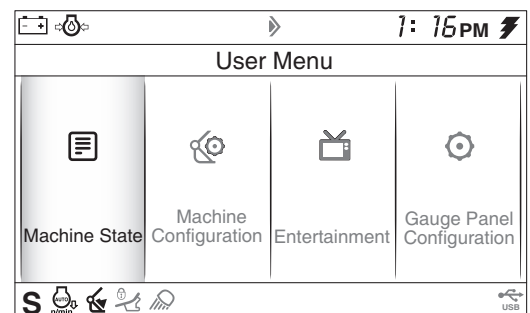 1:16PM
User Menu
Machine State
Machine
Configuration
Entertainment
Gauge Panel
Configuration
S
AUTO
n/min
USB